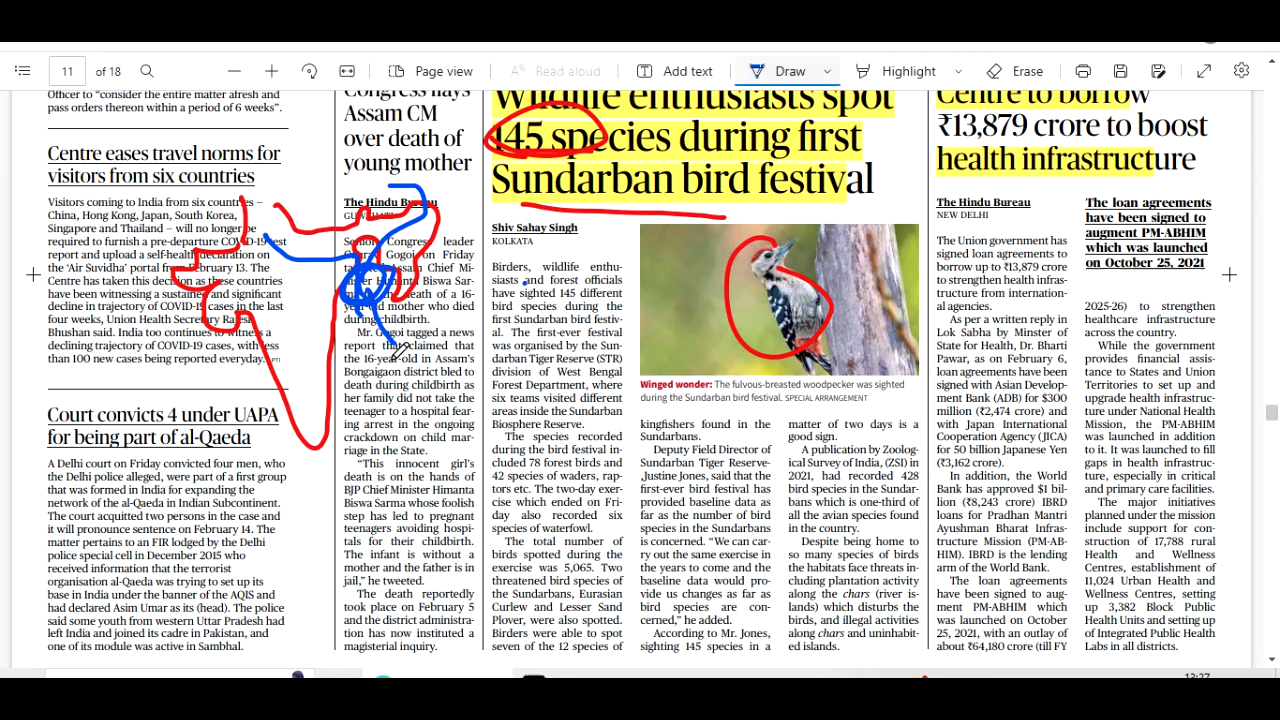 11 of 18
Page view
Read aloud
Add text
Draw
Highlight
Erase
Officer to “consider the entire matter afresh and
pass orders thereon within a period of 6 weeks”.
Centre eases travel norms for
visitors from six countries
Visitors coming to India from six countries –
China, Hong Kong, Japan, South Korea,
Singapore and Thailand – will no longer be
required to furnish a pre-departure COVID-19 test
report and upload a self-health declaration on
the ‘Air Suvidha’ portal from February 13. The
Centre has taken this decision as these countries
have been witnessing a sustained and significant
decline in trajectory of COVID-19 cases in the last
four weeks, Union Health Secretary Rajesh
Bhushan said. India too continues to witness a
declining trajectory of COVID-19 cases, with less
than 100 new cases being reported everyday. PTI
Court convicts 4 under UAPA
for being part of al-Qaeda
A Delhi court on Friday convicted four men, who
the Delhi police alleged, were part of a first group
that was formed in India for expanding the
network of the al-Qaeda in Indian Subcontinent.
The court acquitted two persons in the case and
it will pronounce sentence on February 14. The
matter pertains to an FIR lodged by the Delhi
police special cell in December 2015 who
received information that the terrorist
organisation al-Qaeda was trying to set up its
base in India under the banner of the AQIS and
had declared Asim Umar as its (head). The police
said some youth from western Uttar Pradesh had
left India and joined its cadre in Pakistan, and
one of its module was active in Sambhal.
Congress flays
Assam CM
over death of
young mother
The Hindu Bureau
Senior Congress leader
Gogoi on Friday
Assam Chief Mi-
nister Himanta Biswa Sar-
death of a 16-
year-old mother who died
during childbirth.
Mr. Gogoi tagged a news
report that claimed that
the 16-year-old in Assam’s
Bongaigaon district bled to
death during childbirth as
her family did not take the
teenager to a hospital fear-
ing arrest in the ongoing
crackdown on child mar-
riage in the State.
“This innocent girl’s
death is on the hands of
BJP Chief Minister Himanta
Biswa Sarma whose foolish
step has led to pregnant
teenagers avoiding hospi-
tals for their childbirth.
The infant is without a
mother and the father is in
jail,” he tweeted.
The death reportedly
took place on February 5
and the district administra-
tion has now instituted a
magisterial inquiry.
Wildlife enthusiasts spot
145 species during first
Sundarban bird festival
Shiv Sahay Singh
KOLKATA
Birders, wildlife enthu-
siasts and forest officials
have sighted 145 different
bird species during the
first Sundarban bird festiv-
al. The first-ever festival
was organised by the Sun-
darban Tiger Reserve (STR)
division of West Bengal
Forest Department, where
six teams visited different
areas inside the Sundarban
Biosphere Reserve.
The species recorded
during the bird festival in-
cluded 78 forest birds and
42 species of waders, rap-
tors etc. The two-day exer-
cise which ended on Fri-
day also recorded six
species of waterfowl.
The total number of
birds spotted during the
exercise was 5,065. Two
threatened bird species of
the Sundarbans, Eurasian
Curlew and Lesser Sand
Plover, were also spotted.
Birders were able to spot
seven of the 12 species of
Winged wonder: The fulvous-breasted woodpecker was sighted
during the Sundarban bird festival. SPECIAL ARRANGEMENT
kingfishers found in the
Sundarbans.
Deputy Field Director of
Sundarban Tiger Reserve-
,Justine Jones, said that the
first-ever bird festival has
provided baseline data as
far as the number of bird
species in the Sundarbans
is concerned. “We can car-
ry out the same exercise in
the years to come and the
baseline data would pro-
vide us changes as far as
bird species are con-
cerned,” he added.
According to Mr. Jones,
sighting 145 species in a
matter of two days is a
good sign.
A publication by Zoolog-
ical Survey of India, (ZSI) in
2021, had recorded 428
bird species in the Sundar-
bans which is one-third of
all the avian species found
in the country.
Despite being home to
so many species of birds
the habitats face threats in-
cluding plantation activity
along the chars (river is-
lands) which disturbs the
birds, and illegal activities
along chars and uninhabit-
ed islands.
Centre to borrow
₹13,879 crore to boost
health infrastructure
The Hindu Bureau
NEW DELHI
The Union government has
signed loan agreements to
borrow up to ₹13,879 crore
to strengthen health infras-
tructure from internation-
al agencies.
As per a written reply in
Lok Sabha by Minster of
State for Health, Dr. Bharti
Pawar, as on February 6,
loan agreements have been
signed with Asian Develop-
ment Bank (ADB) for $300
million (₹2,474 crore) and
with Japan International
Cooperation Agency (JICA)
for 50 billion Japanese Yen
(₹3,162 crore).
In addition, the World
Bank has approved $1 bil-
lion (₹8,243 crore) IBRD
loans for Pradhan Mantri
Ayushman Bharat Infras-
tructure Mission (PM-AB-
HIM). IBRD is the lending
arm of the World Bank.
The loan agreements
have been signed to aug-
ment PM-ABHIM which
was launched on October
25, 2021, with an outlay of
about ₹64,180 crore (till FY
The loan agreements
have been signed to
augment PM-ABHIM
which was launched
on October 25, 2021
2025-26) to strengthen
healthcare infrastructure
across the country.
While the government
provides financial assis-
tance to States and Union
Territories to set up and
upgrade health infrastruc-
ture under National Health
Mission, the PM-ABHIM
was launched in addition
to it. It was launched to fill
gaps in health infrastruc-
ture, especially in critical
and primary care facilities.
The major initiatives
planned under the mission
include support for con-
struction of 17,788 rural
Health and Wellness
Centres, establishment of
11,024 Urban Health and
Wellness Centres, setting
up 3,382 Block Public
Health Units and setting up
of Integrated Public Health
Labs in all districts.
13:27